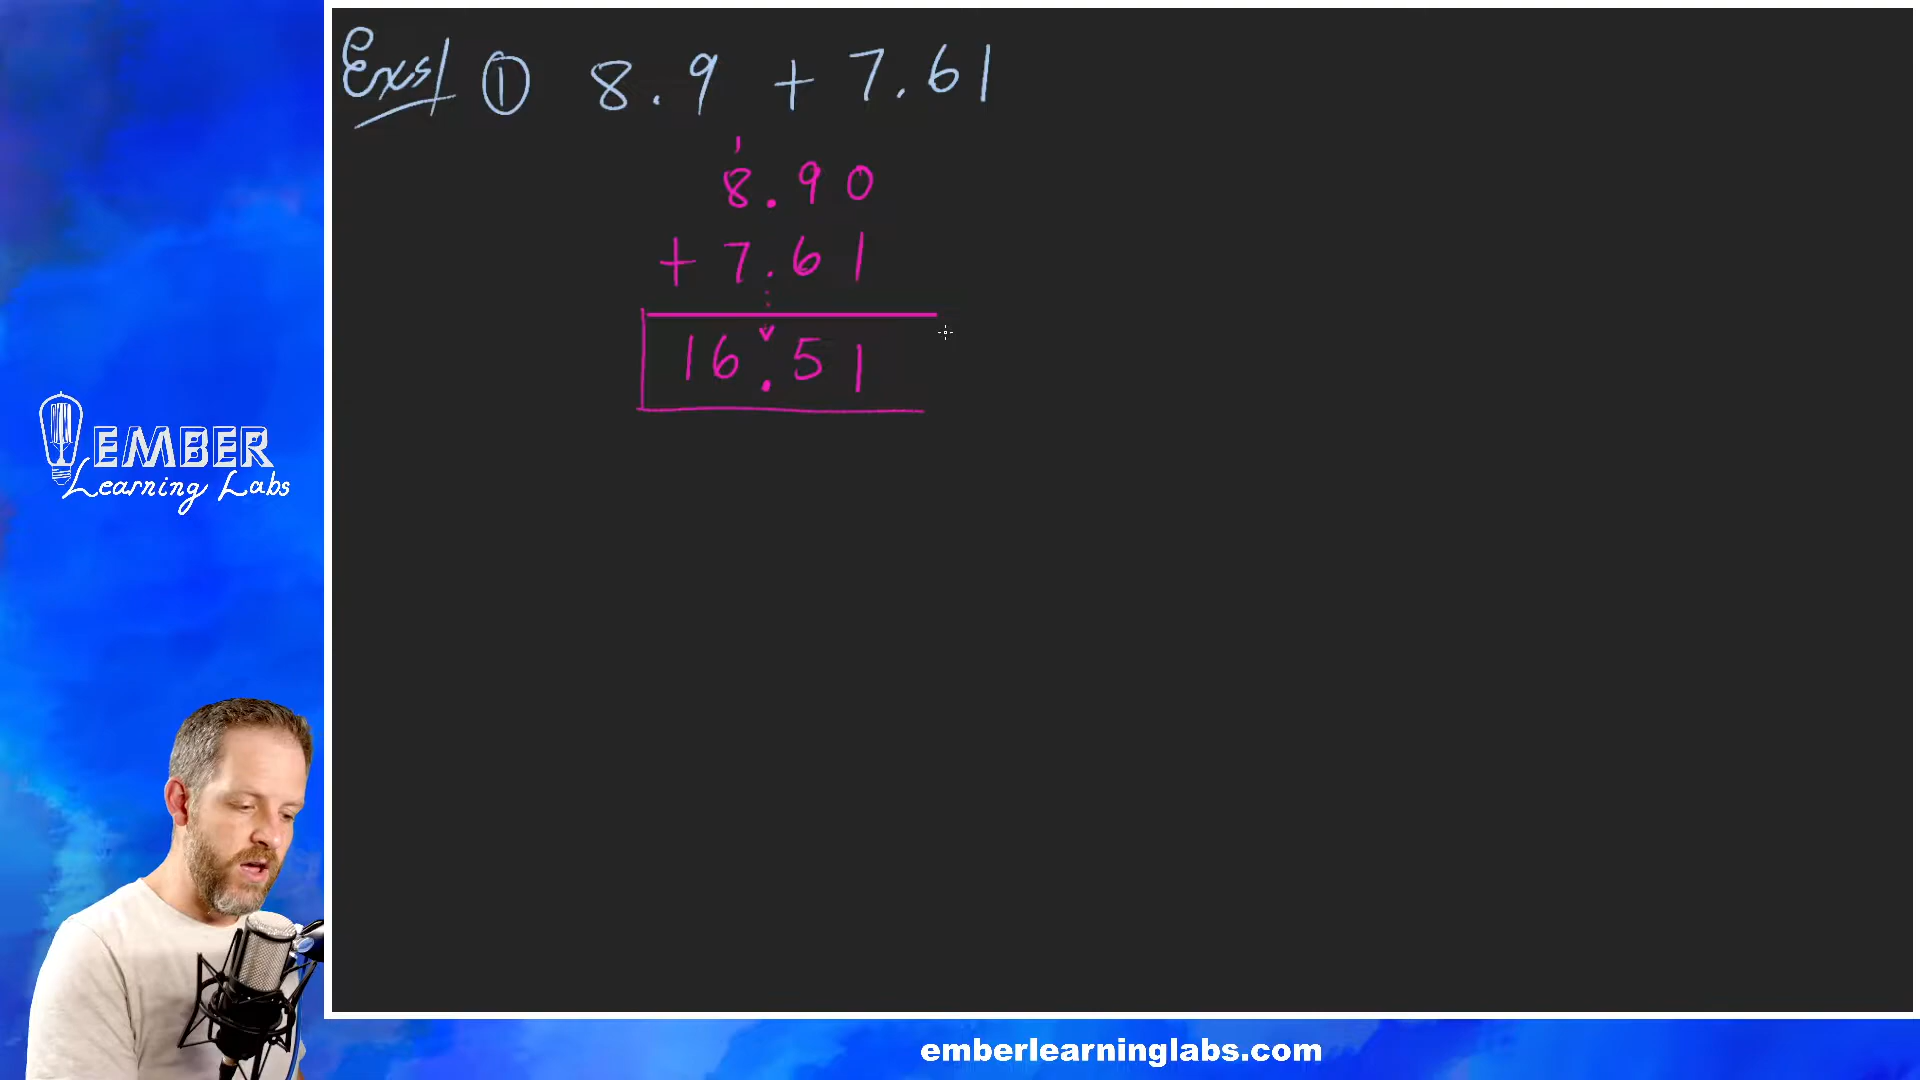 Exs/ ① 8.9 + 7.61
1
8.90
+ 7.61
16.51
EMBER
Learning Labs
emberlearninglabs.com